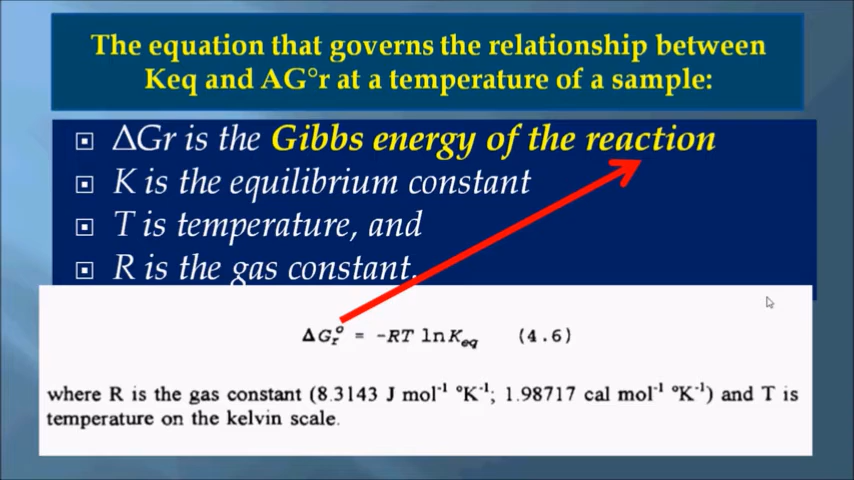 The equation that governs the relationship between
Keq and AG°r at a temperature of a sample:
ΔGr is the Gibbs energy of the reaction
K is the equilibrium constant
T is temperature, and
R is the gas constant.
ΔG°r = -RT lnKeq (4.6)
where R is the gas constant (8.3143 J mol⁻¹ °K⁻¹; 1.98717 cal mol⁻¹ °K⁻¹) and T is
temperature on the kelvin scale.